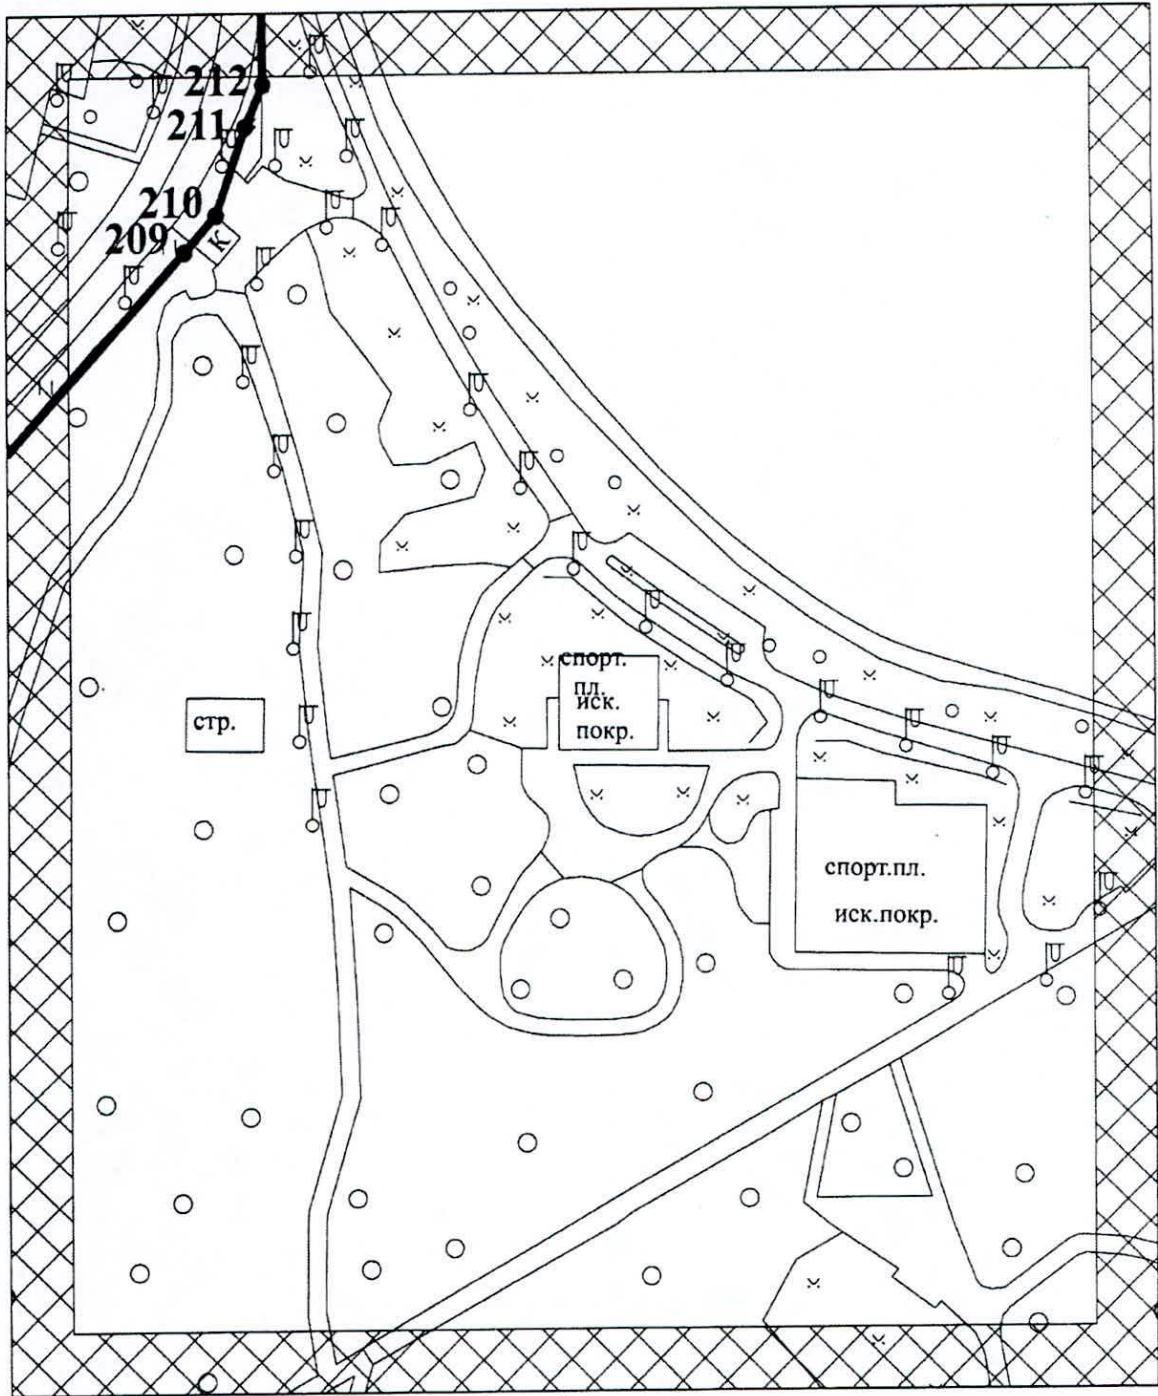 212
211
210
209
К
спорт.
пл.
иск.
покр.
стр.
спорт.пл.
иск.покр.